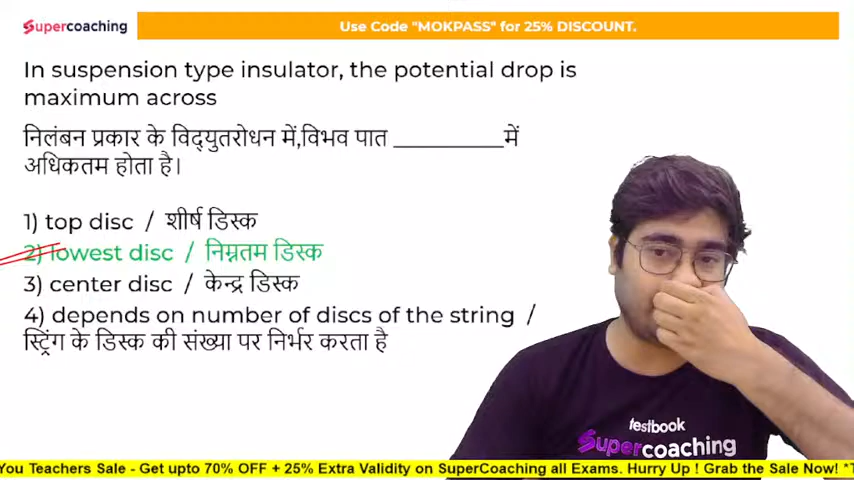 Supercoaching
Use Code "MOKPASS" for 25% DISCOUNT.
In suspension type insulator, the potential drop is
maximum across
निलंबन प्रकार के विद्युतरोधन में,विभव पात __________में
अधिकतम होता है।
1) top disc / शीर्ष डिस्क
2) lowest disc / निम्नतम डिस्क
3) center disc / केन्द्र डिस्क
4) depends on number of discs of the string /
स्ट्रिंग के डिस्क की संख्या पर निर्भर करता है
testbook
Supercoaching
You Teachers Sale - Get upto 70% OFF + 25% Extra Validity on SuperCoaching all Exams. Hurry Up ! Grab the Sale Now! *T